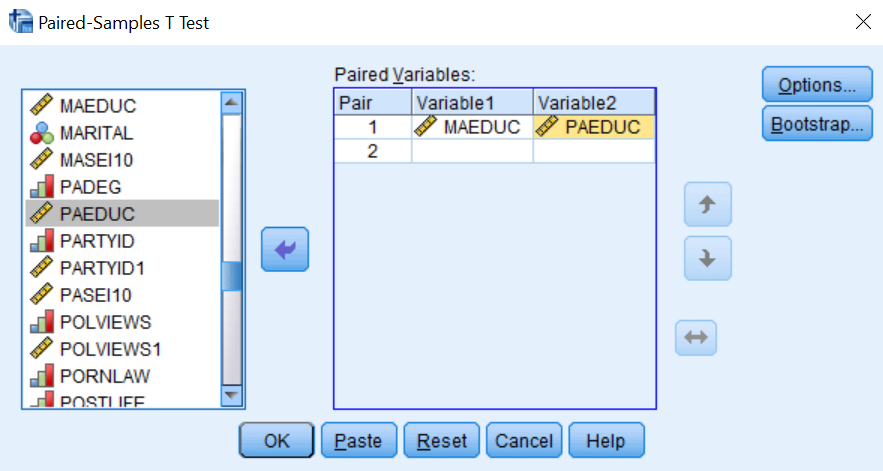 Paired-Samples T Test
MAEDUC
MARITAL
MASEI10
PADEG
PAEDUC
PARTYID
PARTYID1
PASEI10
POLVIEWS
POLVIEWS1
PORNLAW
POSTLIFE
Paired Variables:
Pair Variable1 Variable2
1 MAEDUC PAEDUC
2
Options...
Bootstrap...
OK Paste Reset Cancel Help